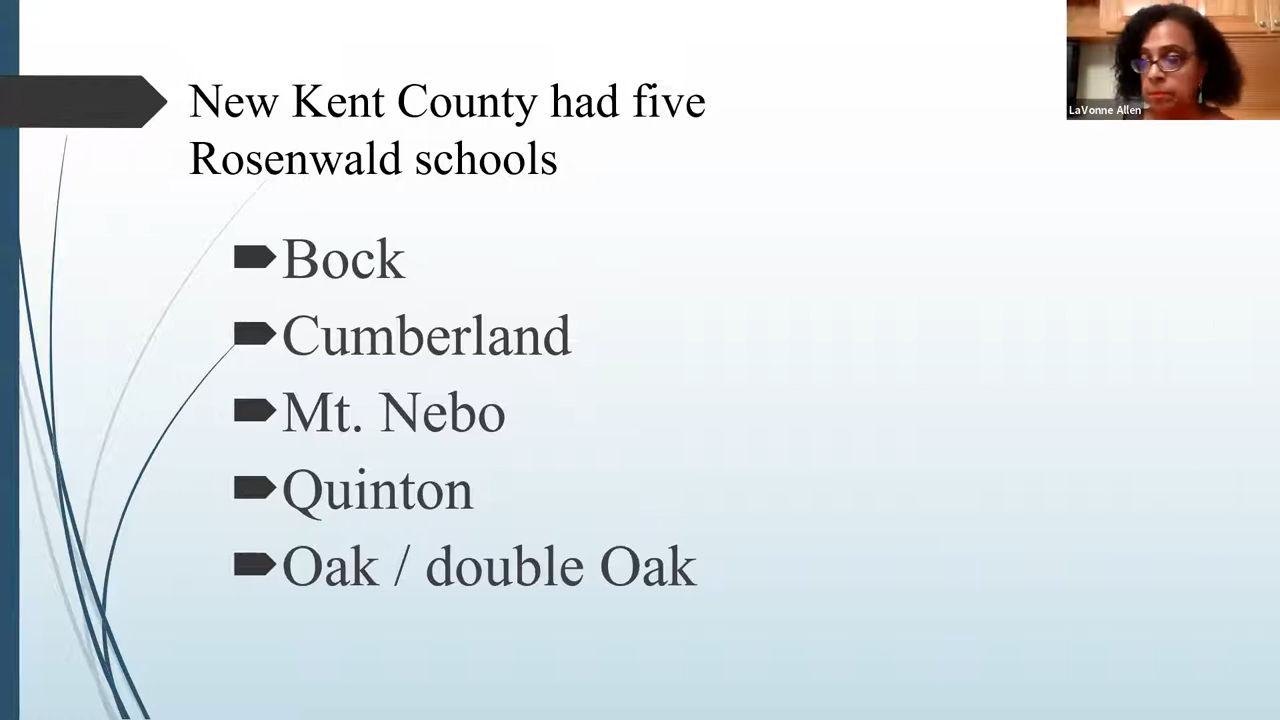 New Kent County had five
Rosenwald schools
Bock
Cumberland
Mt. Nebo
Quinton
Oak / double Oak
LaVonne Allen